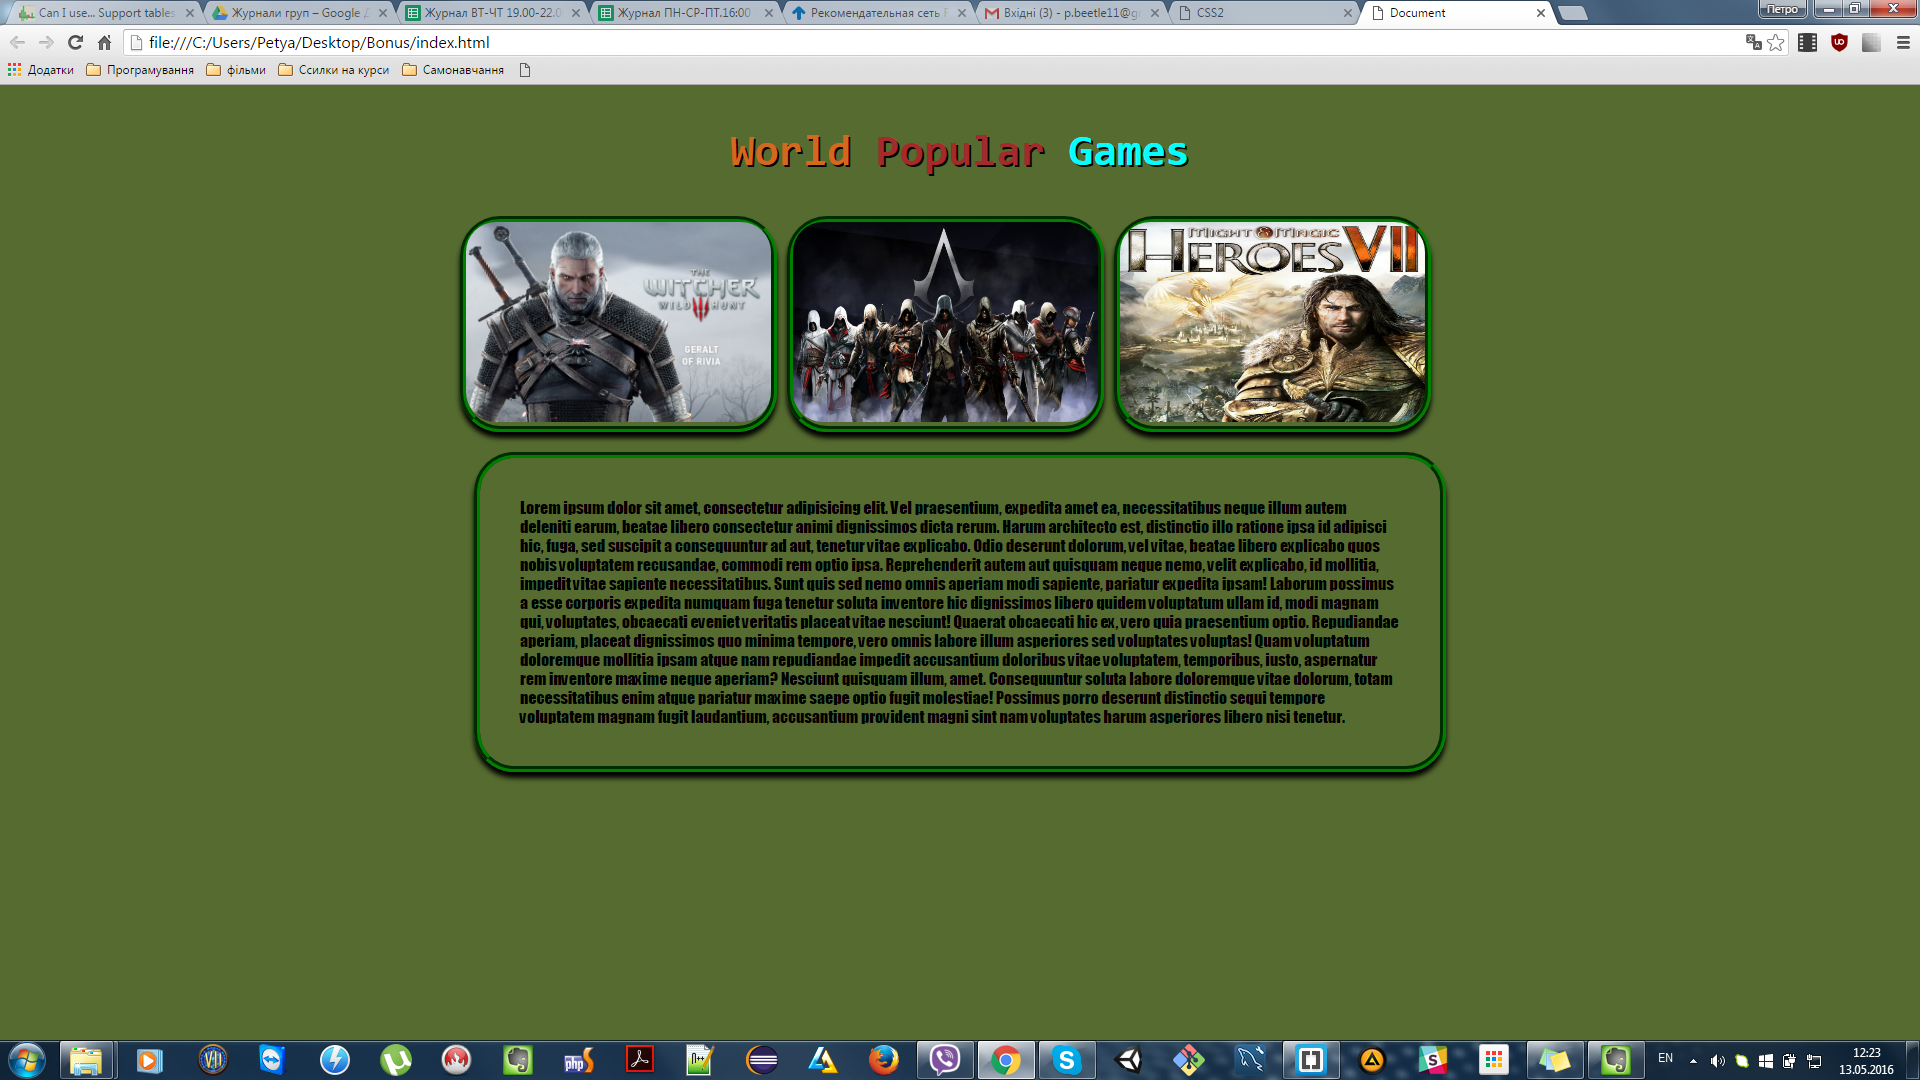 Can I use... Support tables
Журнали груп – Google Д
Журнал ВТ-ЧТ 19.00-22.0
Журнал ПН-СР-ПТ.16:00
Рекомендательная сеть F
Вхідні (3) - p.beetle11@g
CSS2
Document
Петро
file:///C:/Users/Petya/Desktop/Bonus/index.html
Додатки
Програмування
фільми
Ссилки на курси
Самонавчання
World Popular Games
THE
WITCHER
WILD HUNT
GERALT
OF RIVIA
MIGHT & MAGIC
HEROES VII
Lorem ipsum dolor sit amet, consectetur adipisicing elit. Vel praesentium, expedita amet ea, necessitatibus neque illum autem
deleniti earum, beatae libero consectetur animi dignissimos dicta rerum. Harum architecto est, distinctio illo ratione ipsa id adipisci
hic, fuga, sed suscipit a consequuntur ad aut, tenetur vitae explicabo. Odio deserunt dolorum, vel vitae, beatae libero explicabo quos
nobis voluptatem recusandae, commodi rem optio ipsa. Reprehenderit autem aut quisquam neque nemo, velit explicabo, id mollitia,
impedit vitae sapiente necessitatibus. Sunt quis sed nemo omnis aperiam modi sapiente, pariatur expedita ipsam! Laborum possimus
a esse corporis expedita numquam fuga tenetur soluta inventore hic dignissimos libero quidem voluptatum ullam id, modi magnam
qui, voluptates, obcaecati eveniet veritatis placeat vitae nesciunt! Quaerat obcaecati hic ex, vero quia praesentium optio. Repudiandae
aperiam, placeat dignissimos quo minima tempore, vero omnis labore illum asperiores sed voluptates voluptas! Quam voluptatum
doloremque mollitia ipsam atque nam repudiandae impedit accusantium doloribus vitae voluptatem, temporibus, iusto, aspernatur
rem inventore maxime neque aperiam? Nesciunt quisquam illum, amet. Consequuntur soluta labore doloremque vitae dolorum, totam
necessitatibus enim atque pariatur maxime saepe optio fugit molestiae! Possimus porro deserunt distinctio sequi tempore
voluptatem magnam fugit laudantium, accusantium provident magni sint nam voluptates harum asperiores libero nisi tenetur.
php
EN
12:23
13.05.2016